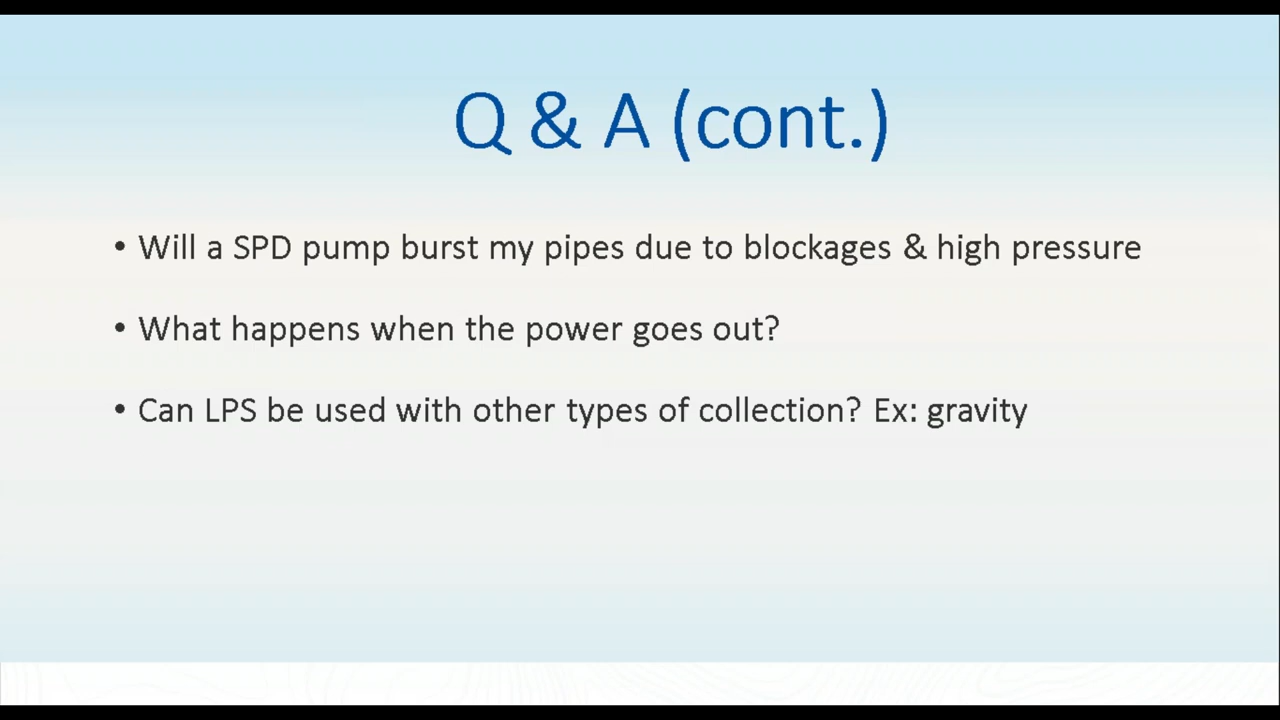 Q & A (cont.)
• Will a SPD pump burst my pipes due to blockages & high pressure
• What happens when the power goes out?
• Can LPS be used with other types of collection? Ex: gravity